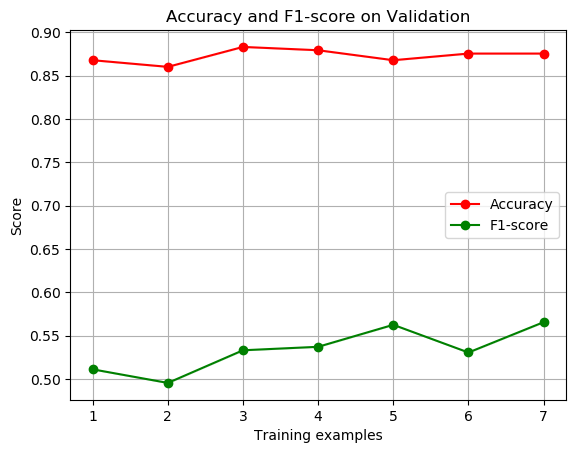 Accuracy and F1-score on Validation
0.90
0.85
0.80
0.75
0.70
0.65
0.60
0.55
0.50
Score
Accuracy
F1-score
1 2 3 4 5 6 7
Training examples